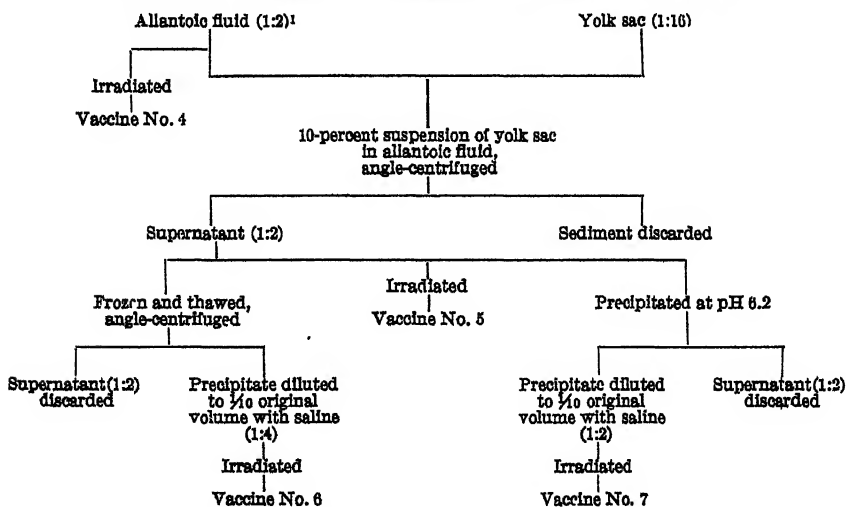 Allantoic fluid (1:2)¹
Yolk sac (1:16)
Irradiated
Vaccine No. 4
10-percent suspension of yolk sac
in allantoic fluid,
angle-centrifuged
Supernatant (1:2)
Sediment discarded
Frozen and thawed,
angle-centrifuged
Irradiated
Vaccine No. 5
Precipitated at pH 6.2
Supernatant (1:2)
discarded
Precipitate diluted
to 1/10 original
volume with saline
(1:4)
Precipitate diluted
to 1/10 original
volume with saline
(1:2)
Supernatant (1:2)
discarded
Irradiated
Vaccine No. 6
Irradiated
Vaccine No. 7